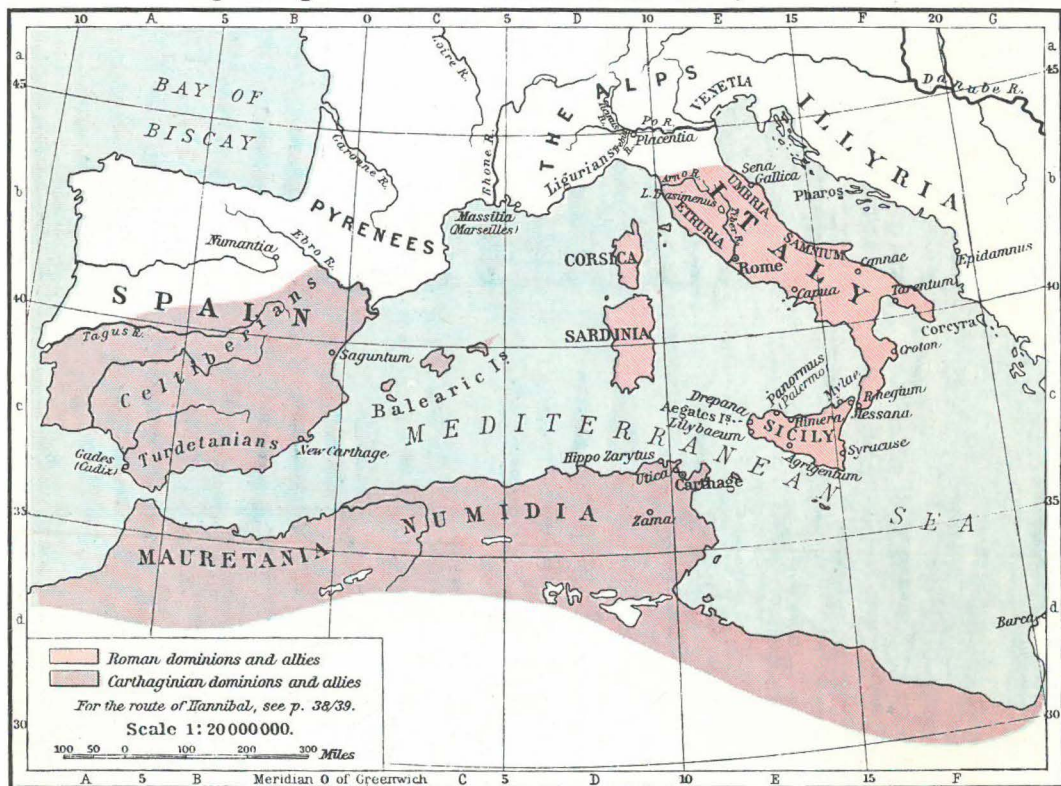 10 A 5 B 0 C 5 D 10 E 15 F 20 G
a
45
b
40
c
35
d
30
a
45
b
40
c
35
d
30
BAY OF
BISCAY
Loire R.
Garonne R.
Rhone R.
THE ALPS
VENETIA
Po R.
Placentia
Ligurians
Danube R.
ILLYRIA
Sena
Gallica
Pharos
Arno R.
UMBRIA
L. Trasimenus
Tiber R.
ETRURIA
ITALY
SAMNIUM
Cannae
Epidamnus
PYRENEES
Massilia
(Marseilles)
Numantia
Ebro R.
CORSICA
Rome
Capua
Tarentum
Corcyra
SPAIN
Tagus R.
Celtiberians
Saguntum
SARDINIA
Croton
Balearic Is.
Panormus
Palermo
Mylae
Rhegium
Messana
Drepana
Aegates Is.
Lilybaeum
Himera
SICILY
Syracuse
Agrigentum
MEDITERRANEAN
SEA
Turdetanians
Gades
(Cadix)
New Carthage
Hippo Zarytus
Utica
Carthage
Zama
NUMIDIA
MAURETANIA
Barca
Roman dominions and allies
Carthaginian dominions and allies
For the route of Hannibal, see p. 38/39.
Scale 1:20000000.
100 50 0 100 200 300 Miles
A 5 B Meridian 0 of Greenwich C 5 D 10 E 15 F